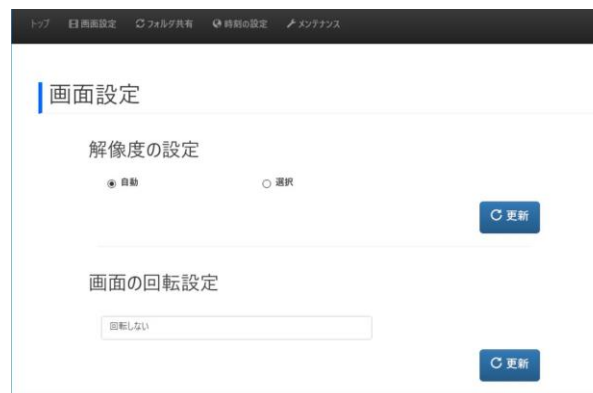 トップ 画面設定 フォルダ共有 時刻の設定 メンテナンス
画面設定
解像度の設定
自動 選択
更新
画面の回転設定
回転しない
更新